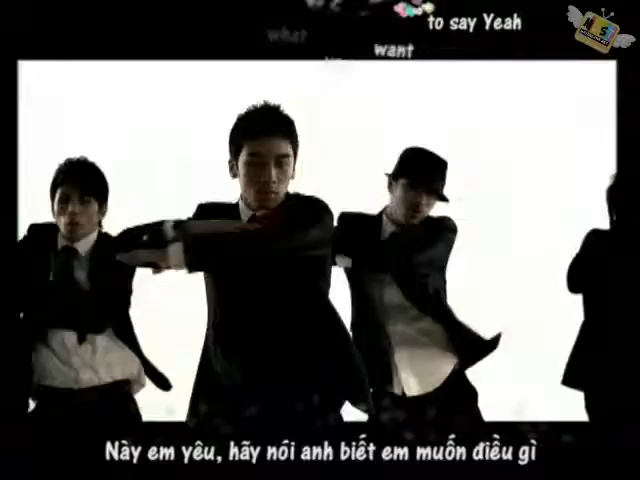 to say Yeah
what
want
Này em yêu, hãy nói anh biết em muốn điều gì